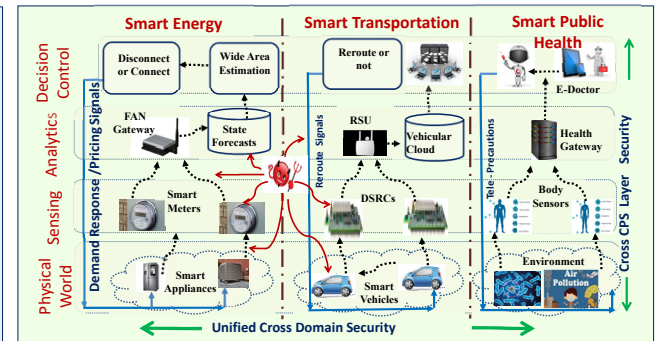 Smart Energy
Smart Transportation
Smart Public
Health
Decision
Control
Disconnect
or Connect
Wide Area
Estimation
Reroute or
not
E-Doctor
Analytics
FAN
Gateway
State
Forecasts
RSU
Vehicular
Cloud
Health
Gateway
Sensing
Smart
Meters
DSRCs
Body
Sensors
Physical
World
Smart
Appliances
Smart
Vehicles
Environment
Air
Pollution
Demand Response /Pricing Signals
Reroute Signals
Tele-Precautions
Cross CPS Layer Security
Unified Cross Domain Security